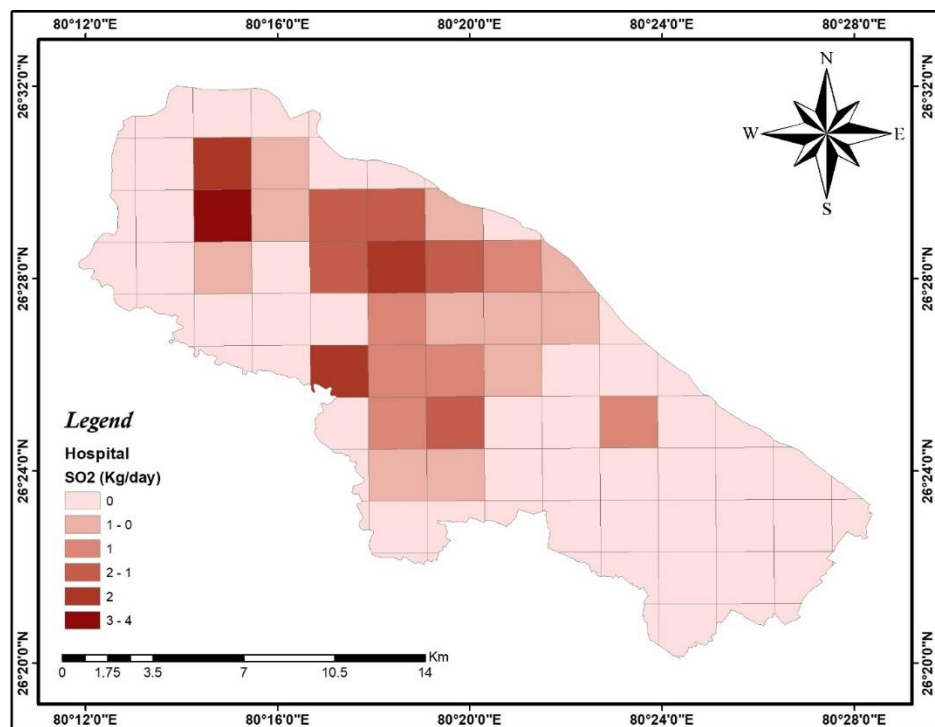 80°12'0"E 80°16'0"E 80°20'0"E 80°24'0"E 80°28'0"E
26°32'0"N 26°32'0"N
N
W E
S
26°28'0"N 26°28'0"N
Legend
Hospital
SO2 (Kg/day)
0
1 - 0
1
2 - 1
2
3 - 4
26°24'0"N 26°24'0"N
Km
0 1.75 3.5 7 10.5 14
26°20'0"N 26°20'0"N
80°12'0"E 80°16'0"E 80°20'0"E 80°24'0"E 80°28'0"E